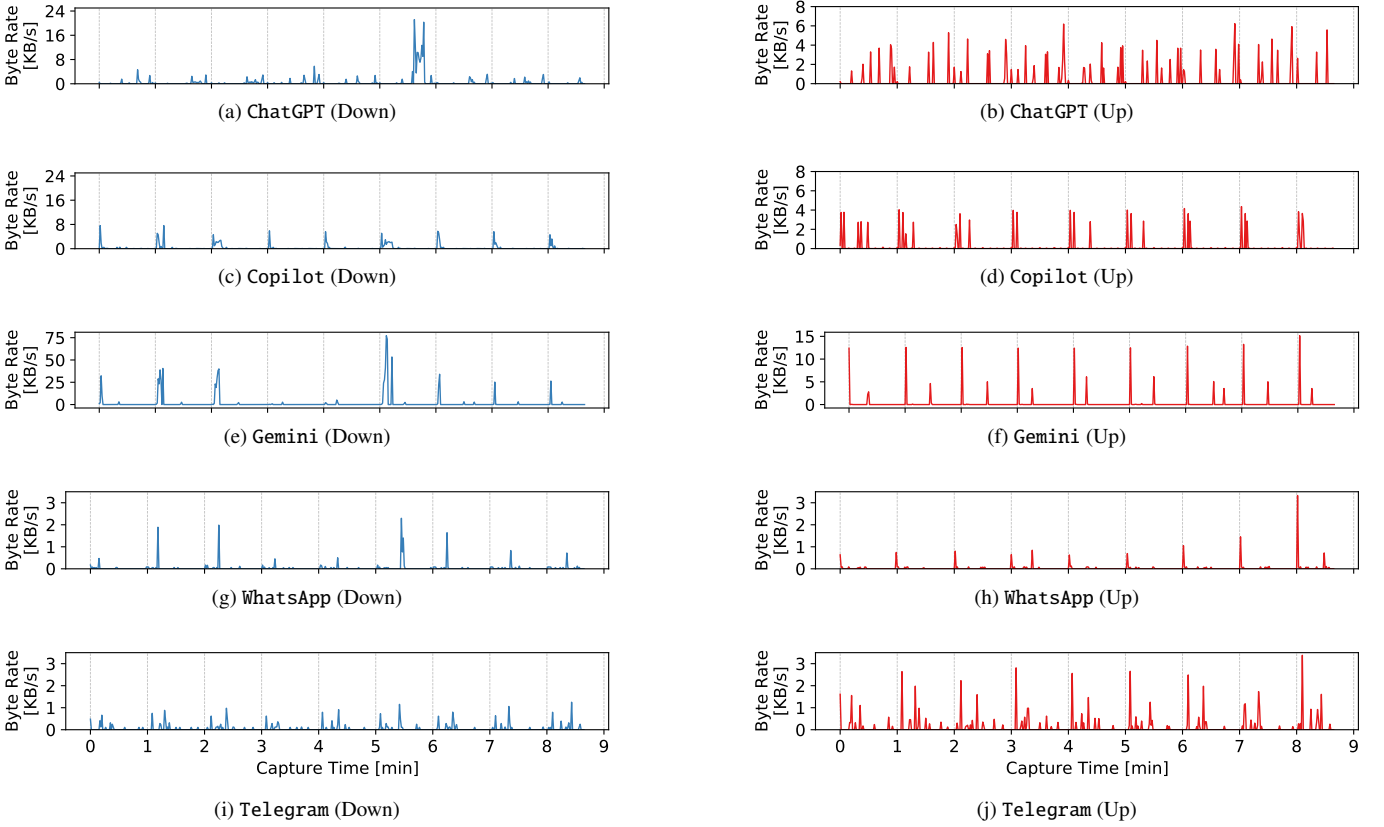 Byte Rate
[KB/s]
24
16
8
0
(a) ChatGPT (Down)
Byte Rate
[KB/s]
8
6
4
2
0
(b) ChatGPT (Up)
Byte Rate
[KB/s]
24
16
8
0
(c) Copilot (Down)
Byte Rate
[KB/s]
8
6
4
2
0
(d) Copilot (Up)
Byte Rate
[KB/s]
75
50
25
0
(e) Gemini (Down)
Byte Rate
[KB/s]
15
10
5
0
(f) Gemini (Up)
Byte Rate
[KB/s]
3
2
1
0
(g) WhatsApp (Down)
Byte Rate
[KB/s]
3
2
1
0
(h) WhatsApp (Up)
Byte Rate
[KB/s]
3
2
1
0
0 1 2 3 4 5 6 7 8 9
Capture Time [min]
(i) Telegram (Down)
Byte Rate
[KB/s]
3
2
1
0
0 1 2 3 4 5 6 7 8 9
Capture Time [min]
(j) Telegram (Up)